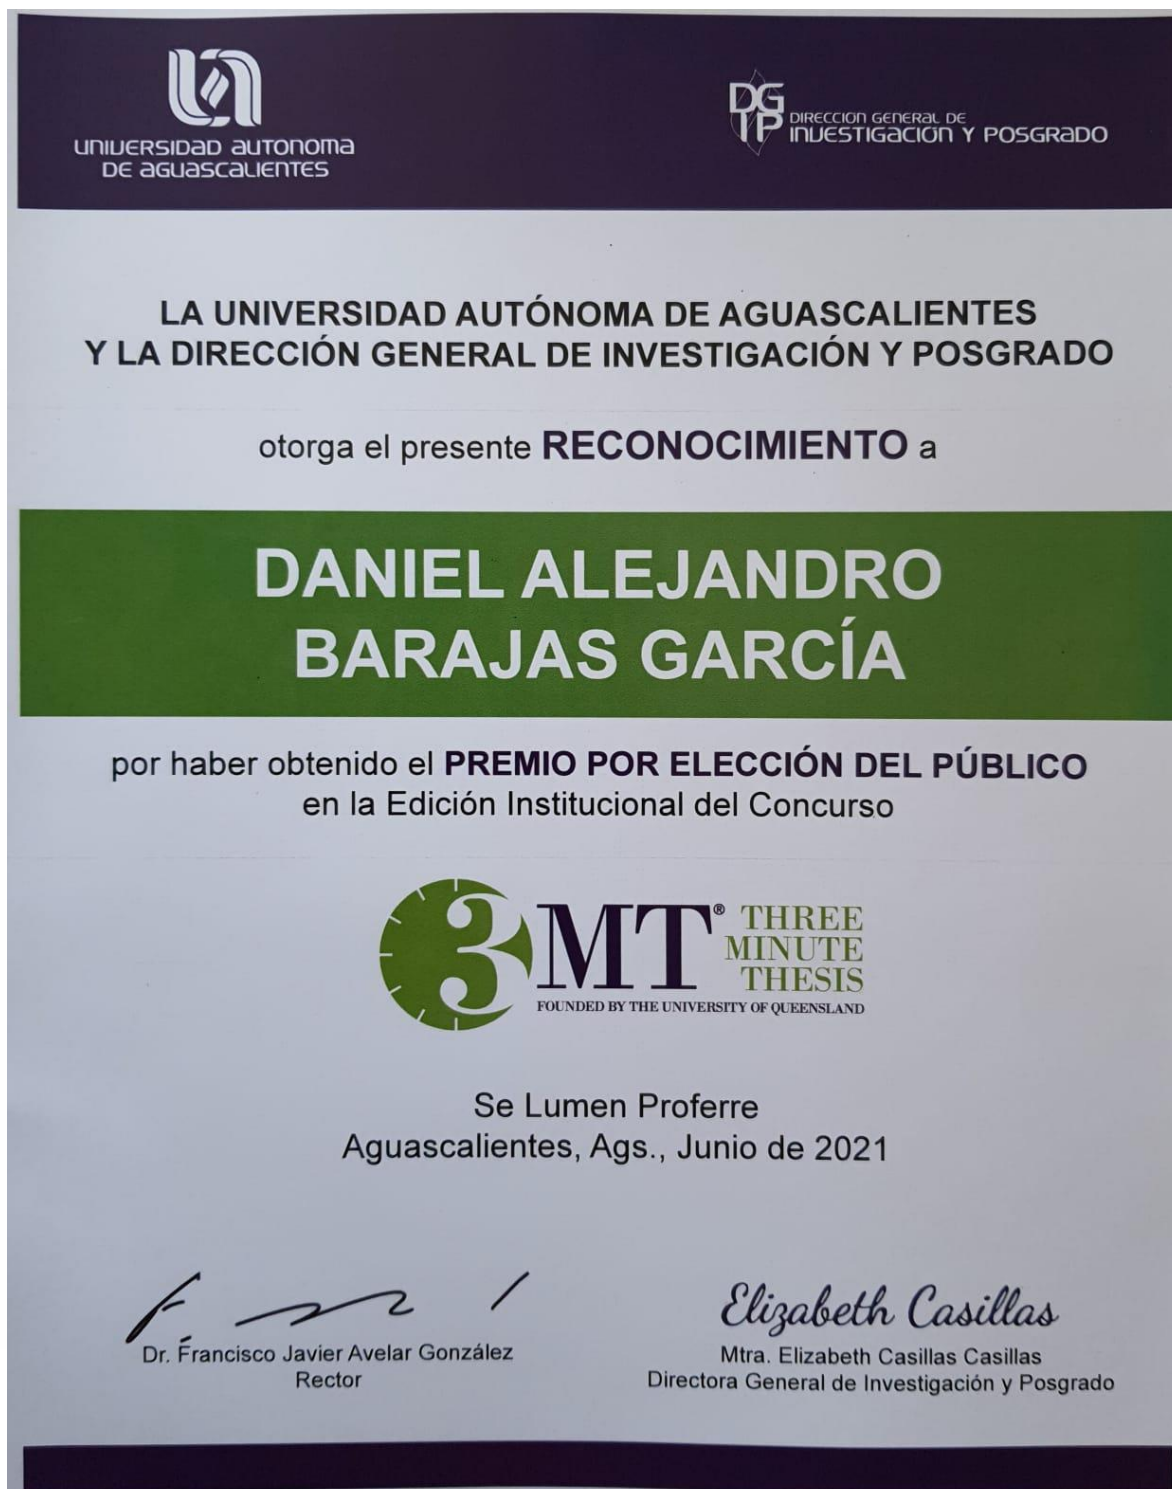 UNIVERSIDAD AUTONOMA
DE AGUASCALIENTES
DG
IP
DIRECCION GENERAL DE
INVESTIGACIÓN Y POSGRADO
LA UNIVERSIDAD AUTÓNOMA DE AGUASCALIENTES
Y LA DIRECCIÓN GENERAL DE INVESTIGACIÓN Y POSGRADO
otorga el presente RECONOCIMIENTO a
DANIEL ALEJANDRO
BARAJAS GARCÍA
por haber obtenido el PREMIO POR ELECCIÓN DEL PÚBLICO
en la Edición Institucional del Concurso
3MT® THREE
MINUTE
THESIS
FOUNDED BY THE UNIVERSITY OF QUEENSLAND
Se Lumen Proferre
Aguascalientes, Ags., Junio de 2021
Elizabeth Casillas
Dr. Francisco Javier Avelar González
Rector
Mtra. Elizabeth Casillas Casillas
Directora General de Investigación y Posgrado